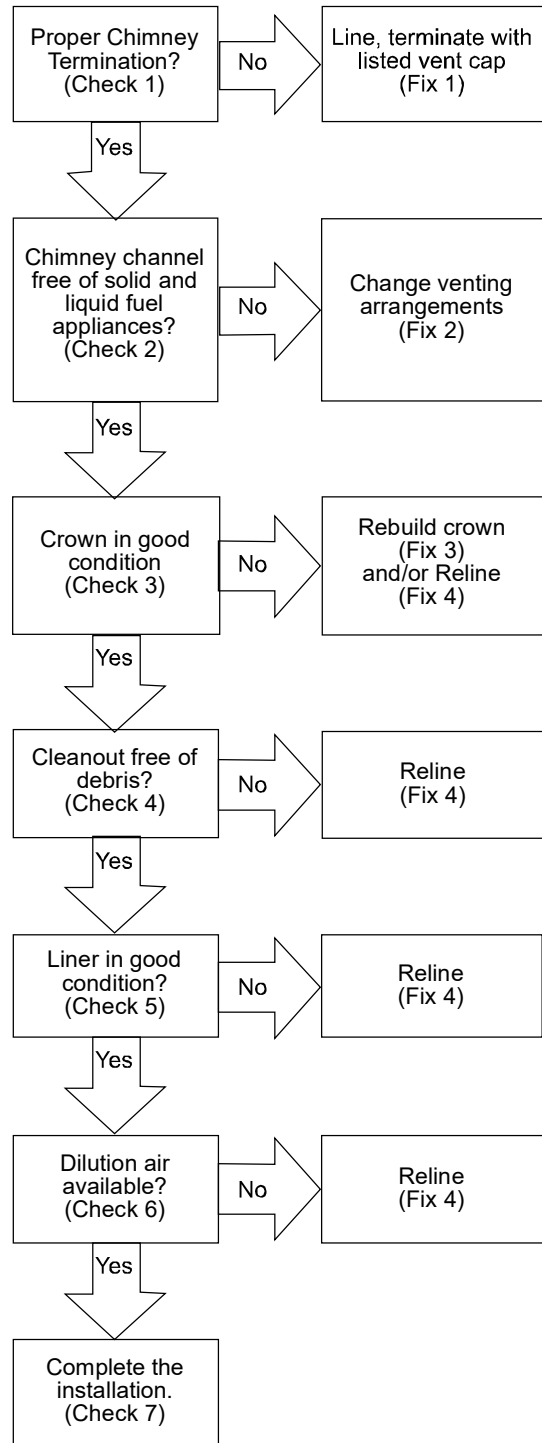 Proper Chimney
Termination?
(Check 1)
No
Line, terminate with
listed vent cap
(Fix 1)
Yes
Chimney channel
free of solid and
liquid fuel
appliances?
(Check 2)
No
Change venting
arrangements
(Fix 2)
Yes
Crown in good
condition
(Check 3)
No
Rebuild crown
(Fix 3)
and/or Reline
(Fix 4)
Yes
Cleanout free of
debris?
(Check 4)
No
Reline
(Fix 4)
Yes
Liner in good
condition?
(Check 5)
No
Reline
(Fix 4)
Yes
Dilution air
available?
(Check 6)
No
Reline
(Fix 4)
Yes
Complete the
installation.
(Check 7)